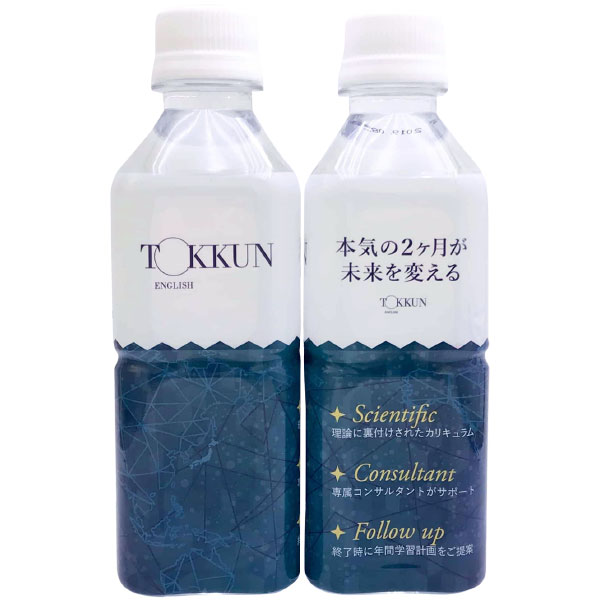 TOKKUN
ENGLISH
本気の2ヶ月が
未来を変える
TOKKUN
ENGLISH
Scientific
理論に裏付けされたカリキュラム
Consultant
専属コンサルタントがサポート
Follow up
終了時に年間学習計画をご提案